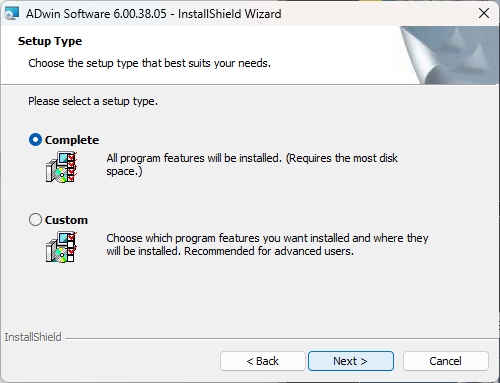 ADwin Software 6.00.38.05 - InstallShield Wizard
Setup Type
Choose the setup type that best suits your needs.
Please select a setup type.
Complete
All program features will be installed. (Requires the most disk
space.)
Custom
Choose which program features you want installed and where they
will be installed. Recommended for advanced users.
InstallShield
< Back
Next >
Cancel